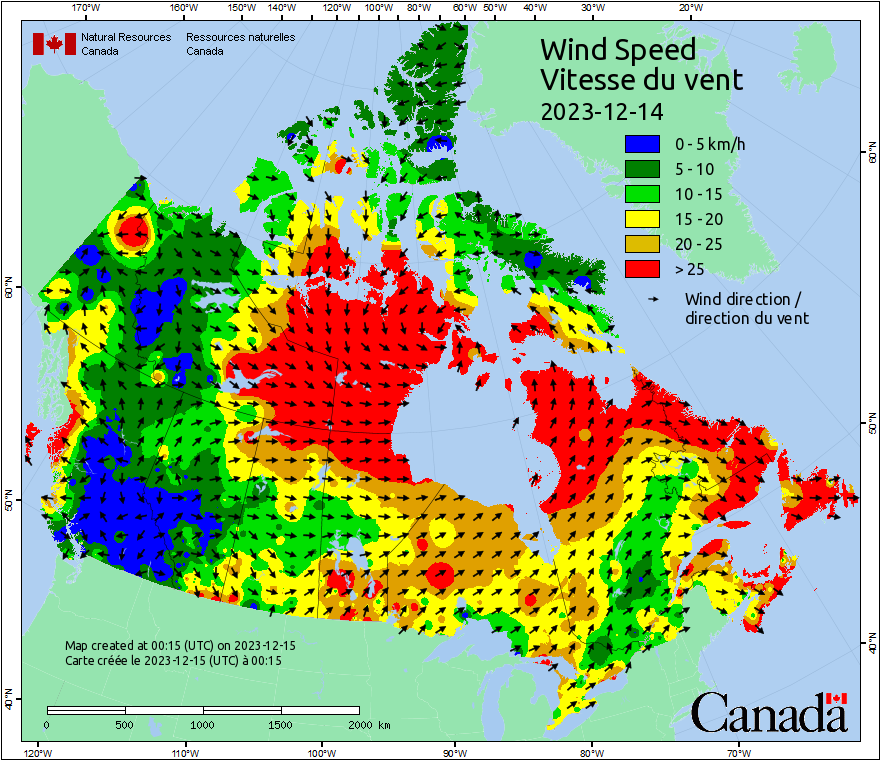 170°W 160°W 150°W 140°W 120°W 100°W 80°W 60°W 50°W 40°W 30°W 20°W
Natural Resources Canada
Ressources naturelles Canada
Wind Speed
Vitesse du vent
2023-12-14
0 - 5 km/h
5 - 10
10 - 15
15 - 20
20 - 25
> 25
Wind direction /
direction du vent
60°N
50°N
40°N
60°N
50°N
40°N
Map created at 00:15 (UTC) on 2023-12-15
Carte créée le 2023-12-15 (UTC) à 00:15
0 500 1000 1500 2000 km
Canada
120°W 110°W 100°W 90°W 80°W 70°W